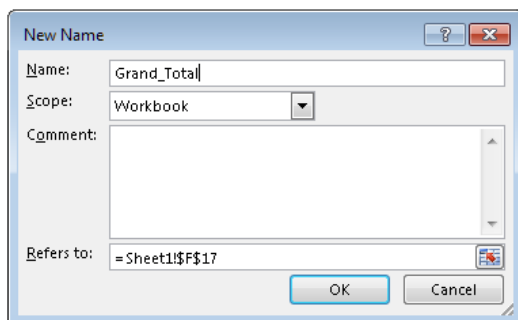 New Name
Name: Grand_Total
Scope: Workbook
Comment:
Refers to: =Sheet1!$F$17
OK Cancel